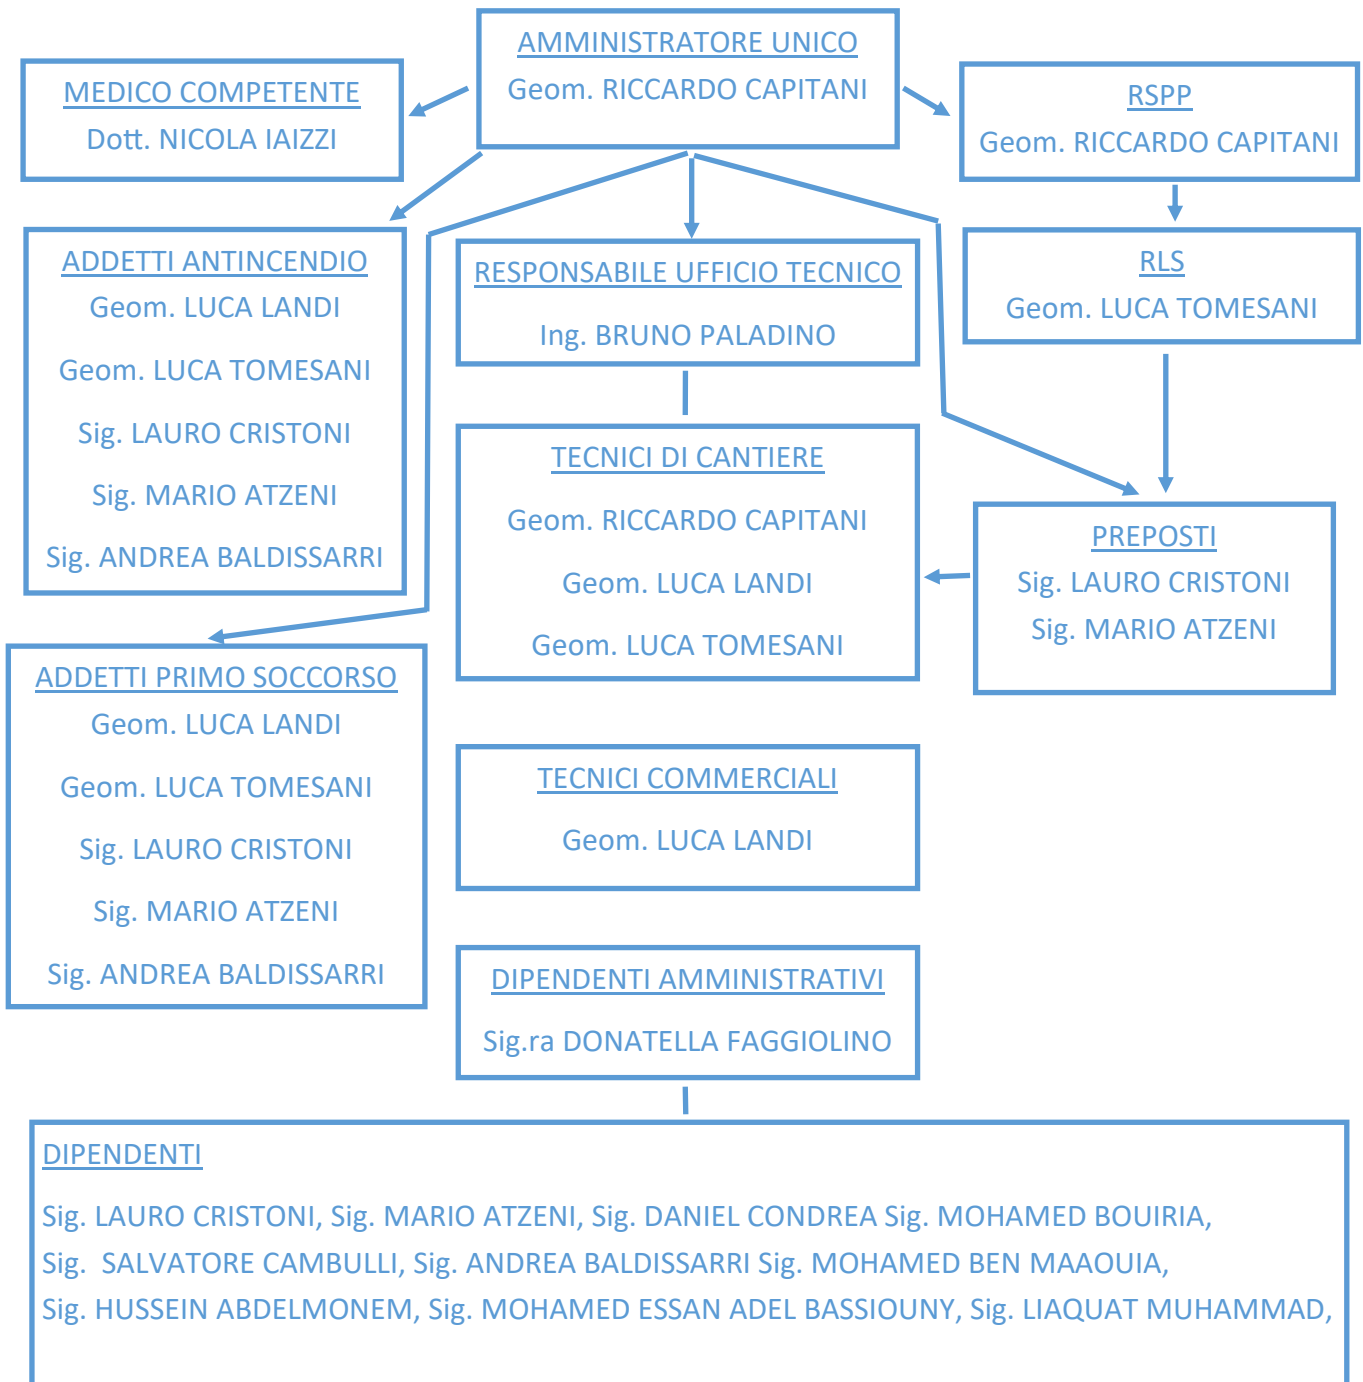 AMMINISTRATORE UNICO
Geom. RICCARDO CAPITANI
MEDICO COMPETENTE
Dott. NICOLA IAIZZI
RSPP
Geom. RICCARDO CAPITANI
ADDETTI ANTINCENDIO
Geom. LUCA LANDI
Geom. LUCA TOMESANI
Sig. LAURO CRISTONI
Sig. MARIO ATZENI
Sig. ANDREA BALDISSARRI
RESPONSABILE UFFICIO TECNICO
Ing. BRUNO PALADINO
RLS
Geom. LUCA TOMESANI
TECNICI DI CANTIERE
Geom. RICCARDO CAPITANI
Geom. LUCA LANDI
Geom. LUCA TOMESANI
PREPOSTI
Sig. LAURO CRISTONI
Sig. MARIO ATZENI
ADDETTI PRIMO SOCCORSO
Geom. LUCA LANDI
Geom. LUCA TOMESANI
Sig. LAURO CRISTONI
Sig. MARIO ATZENI
Sig. ANDREA BALDISSARRI
TECNICI COMMERCIALI
Geom. LUCA LANDI
DIPENDENTI AMMINISTRATIVI
Sig.ra DONATELLA FAGGIOLINO
DIPENDENTI
Sig. LAURO CRISTONI, Sig. MARIO ATZENI, Sig. DANIEL CONDREA Sig. MOHAMED BOUIRIA,
Sig.  SALVATORE CAMBULLI, Sig. ANDREA BALDISSARRI Sig. MOHAMED BEN MAAOUIA,
Sig. HUSSEIN ABDELMONEM, Sig. MOHAMED ESSAN ADEL BASSIOUNY, Sig. LIAQUAT MUHAMMAD,